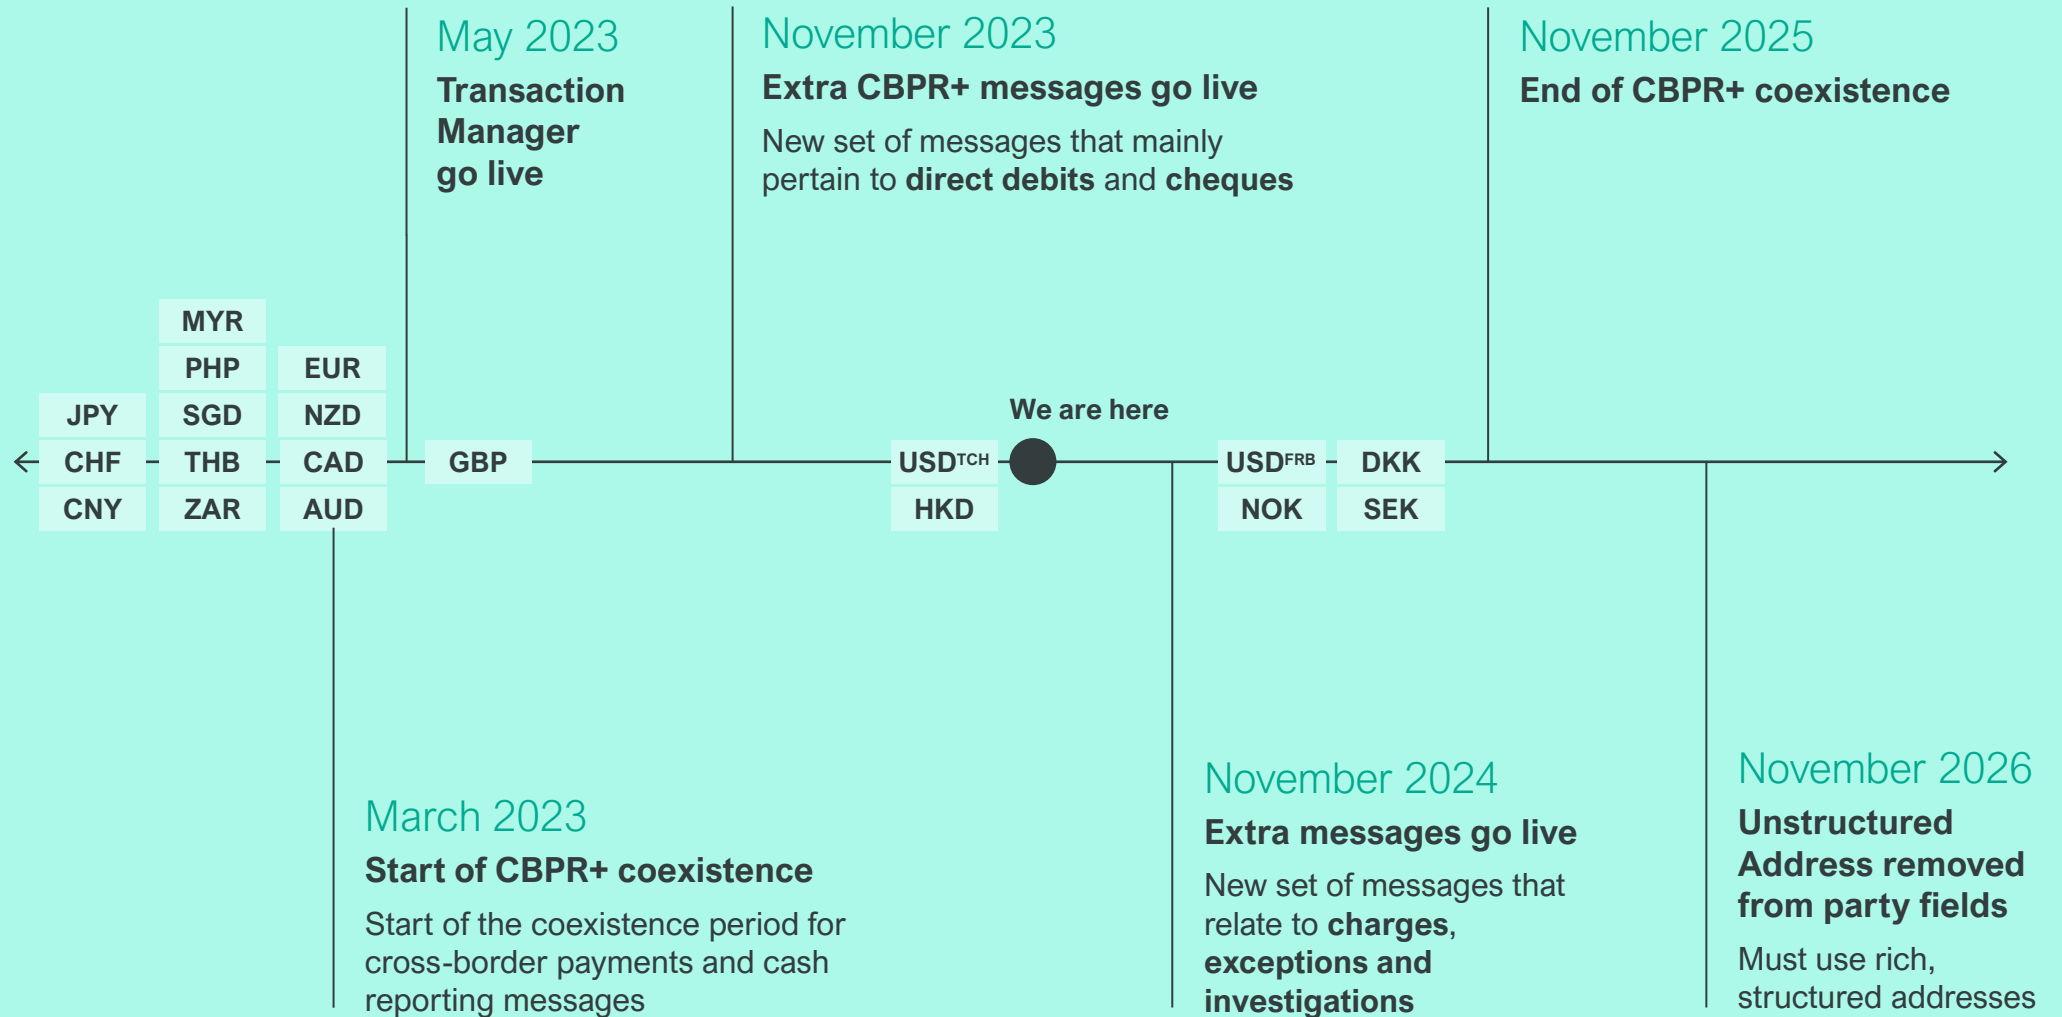 May 2023
Transaction
Manager
go live
November 2023
Extra CBPR+ messages go live
New set of messages that mainly
pertain to direct debits and cheques
November 2025
End of CBPR+ coexistence
JPY
CHF
CNY
MYR
PHP
SGD
THB
ZAR
EUR
NZD
CAD
AUD
GBP
USDTCH
HKD
We are here
USDFRB
NOK
DKK
SEK
March 2023
Start of CBPR+ coexistence
Start of the coexistence period for
cross-border payments and cash
reporting messages
November 2024
Extra messages go live
New set of messages that
relate to charges,
exceptions and
investigations
November 2026
Unstructured
Address removed
from party fields
Must use rich,
structured addresses